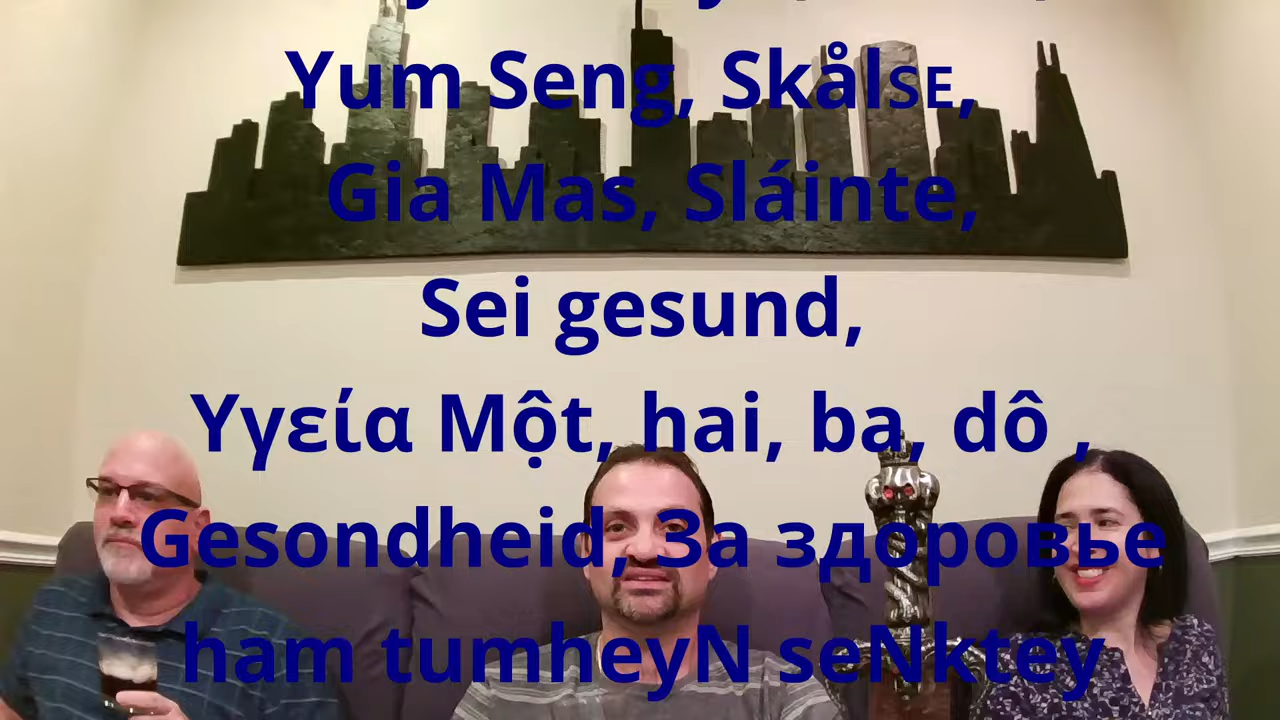 Yum Seng, Skålse,
Gia Mas, Sláinte,
Sei gesund,
Υγεία Một, hai, ba, dô ,
Gesondheid, За здоровье
ham tumheyN seNktey